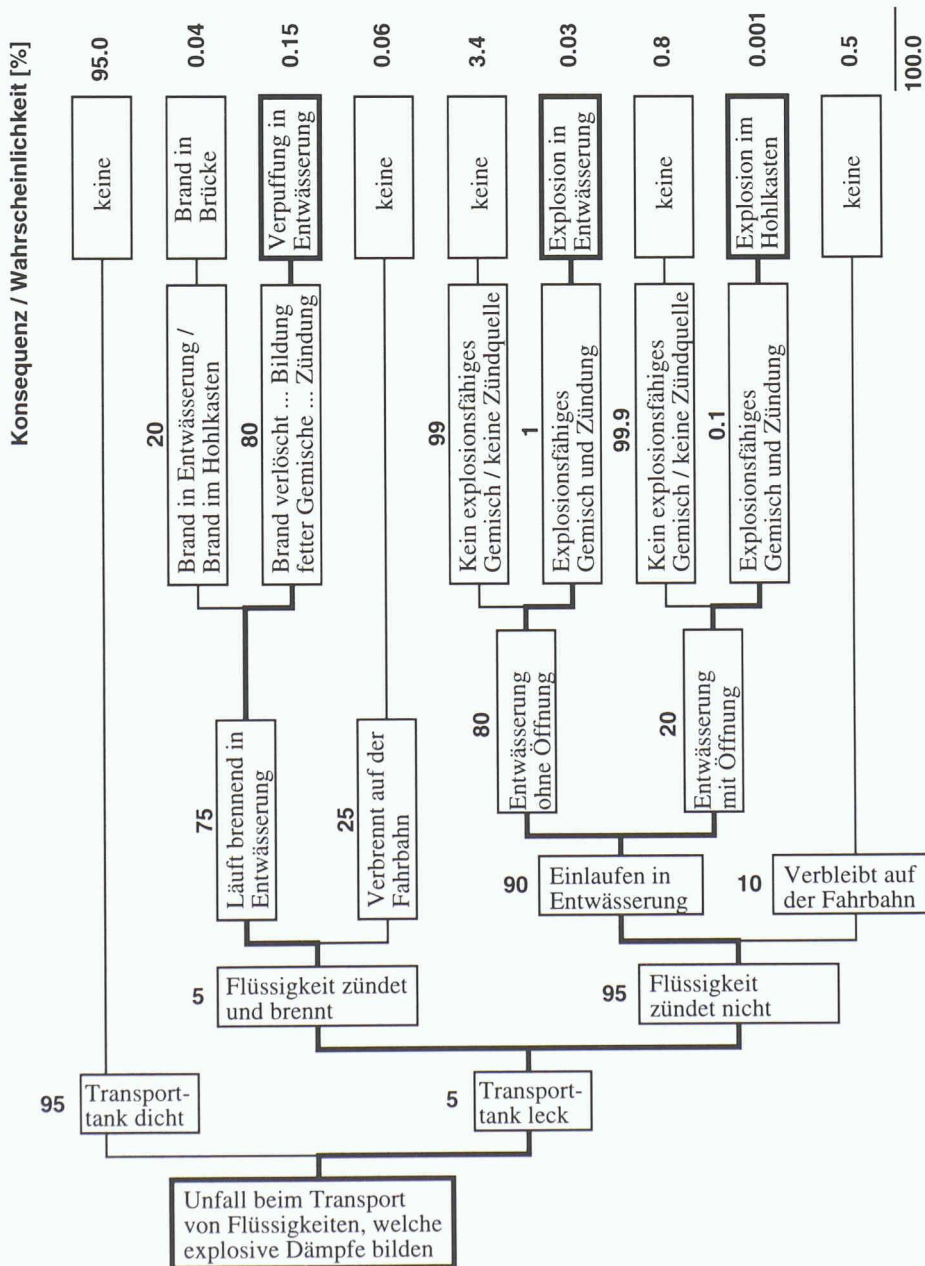 Konsequenz / Wahrscheinlichkeit [%]
keine
95.0
Brand in
Brücke
0.04
Verpuffung in
Entwässerung
0.15
keine
0.06
keine
3.4
Explosion in
Entwässerung
0.03
keine
0.8
Explosion im
Hohlkasten
0.001
keine
0.5
100.0
20
Brand in Entwässerung /
Brand im Hohlkasten
80
Brand verlöscht ... Bildung
fetter Gemische ... Zündung
99
Kein explosionsfähiges
Gemisch / keine Zündquelle
1
Explosionsfähiges
Gemisch und Zündung
99.9
Kein explosionsfähiges
Gemisch / keine Zündquelle
0.1
Explosionsfähiges
Gemisch und Zündung
80
Entwässerung
ohne Öffnung
20
Entwässerung
mit Öffnung
75
Läuft brennend in
Entwässerung
25
Verbrennt auf der
Fahrbahn
90
Einlaufen in
Entwässerung
10
Verbleibt auf
der Fahrbahn
5
Flüssigkeit zündet
und brennt
95
Flüssigkeit
zündet nicht
95
Transport-
tank dicht
5
Transport-
tank leck
Unfall beim Transport
von Flüssigkeiten, welche
explosive Dämpfe bilden